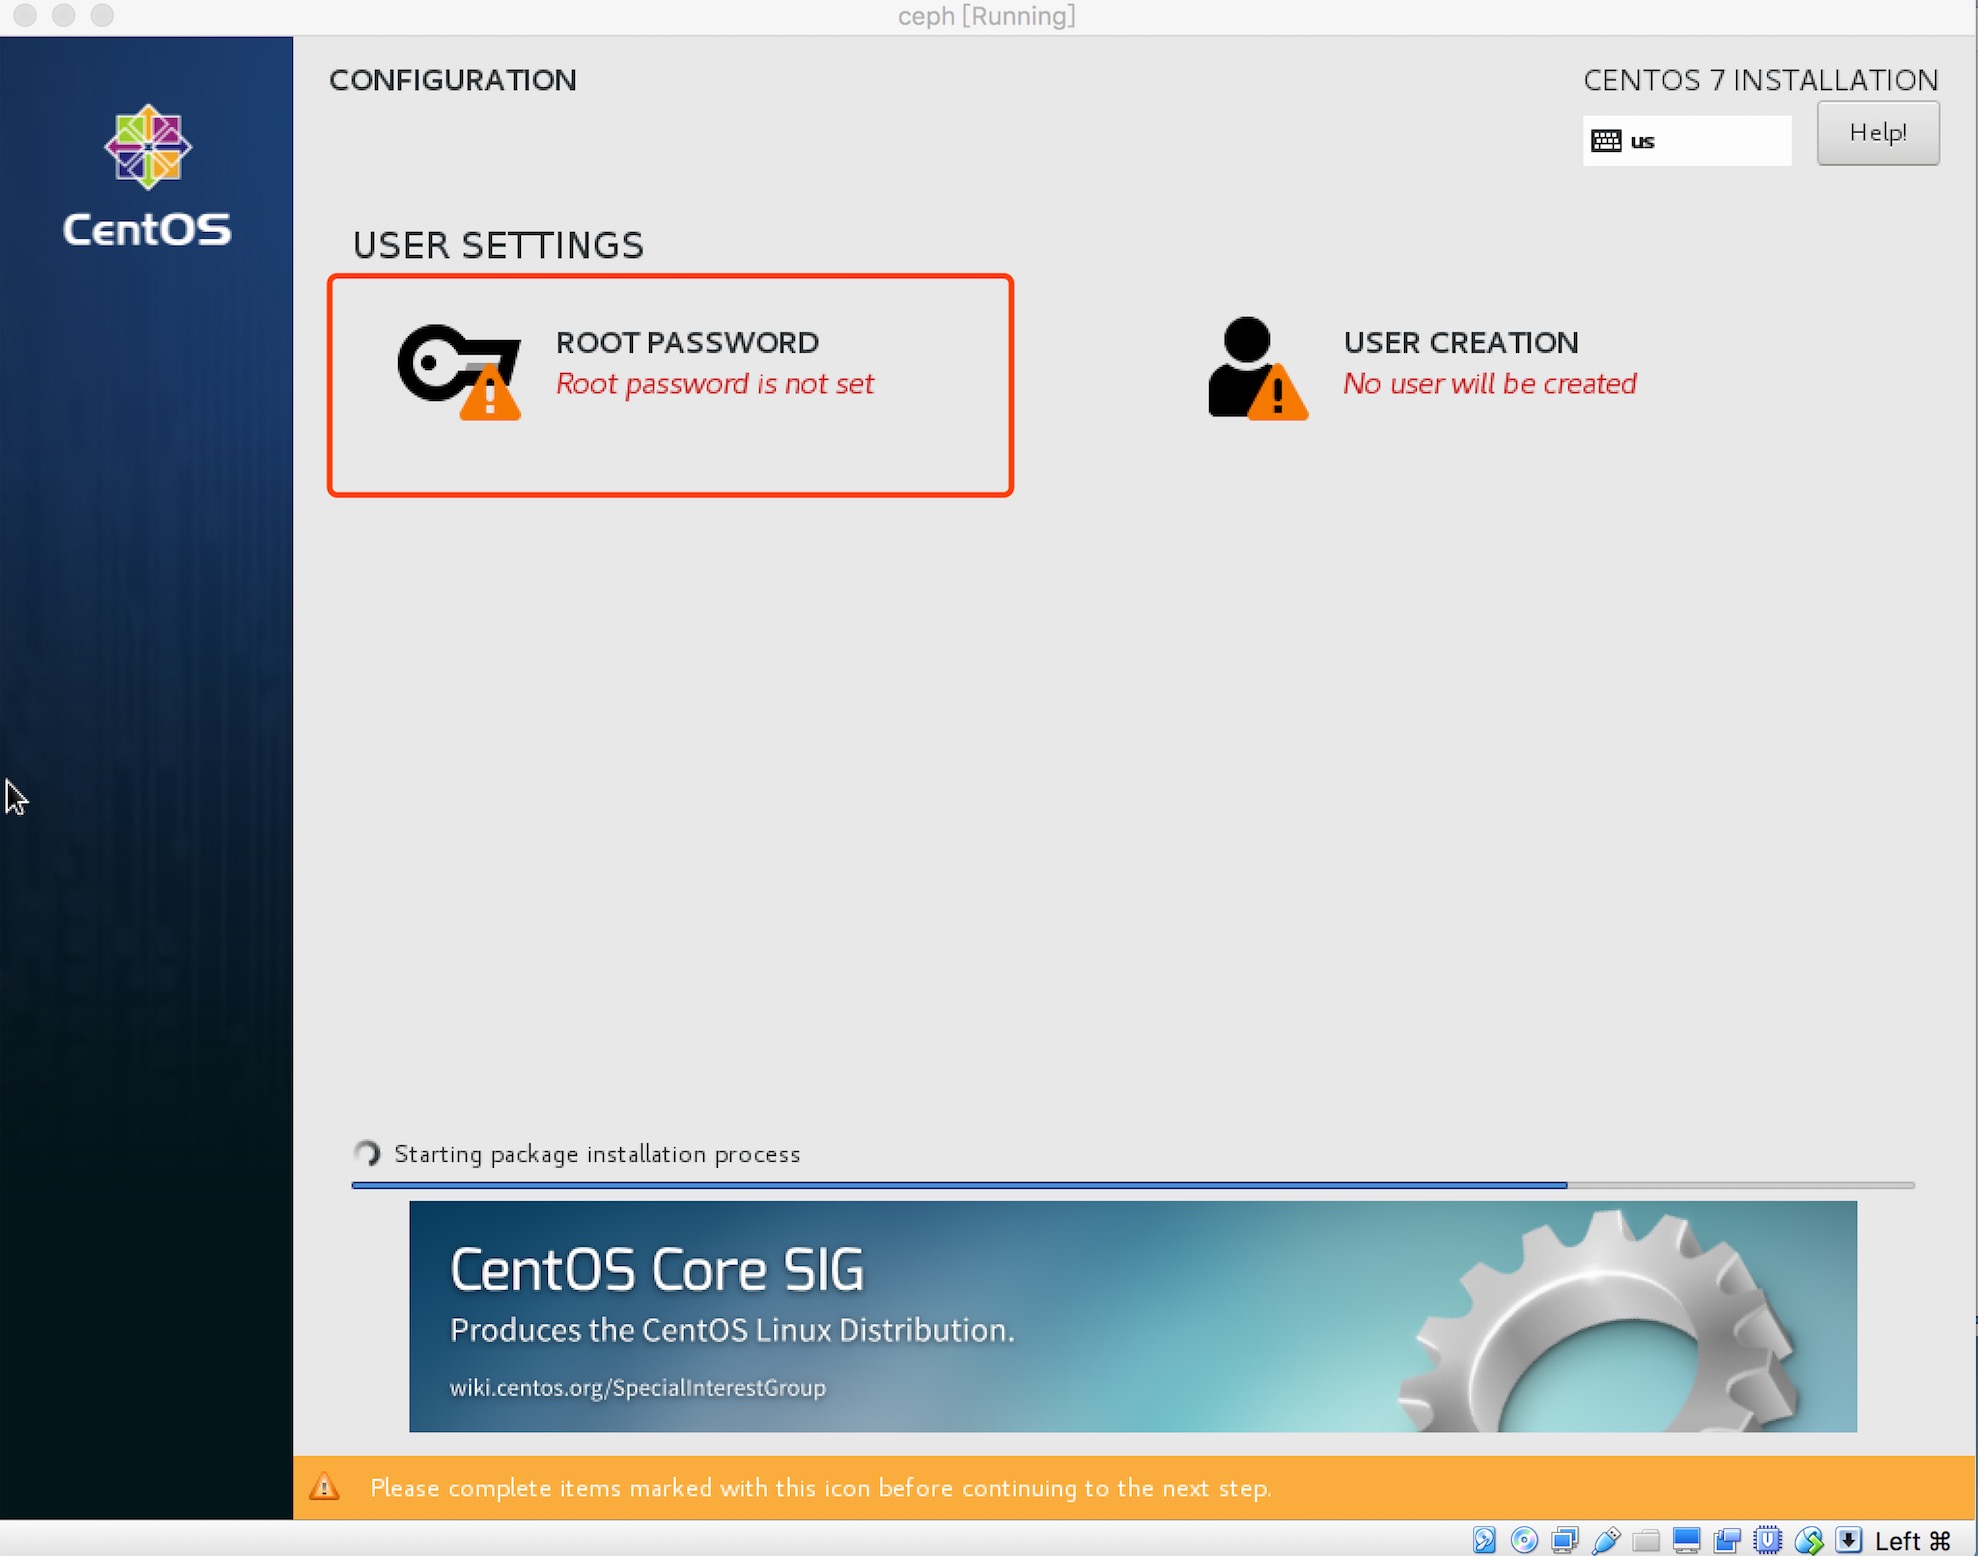 ceph [Running]
CentOS
CONFIGURATION
CENTOS 7 INSTALLATION
us
Help!
USER SETTINGS
ROOT PASSWORD
Root password is not set
USER CREATION
No user will be created
Starting package installation process
CentOS Core SIG
Produces the CentOS Linux Distribution.
wiki.centos.org/SpecialInterestGroup
Please complete items marked with this icon before continuing to the next step.
Left ⌘